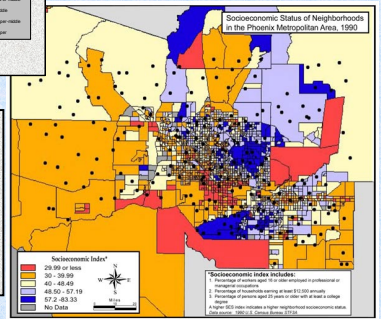 ddle
per-middle
per
Socioeconomic Status of Neighborhoods
in the Phoenix Metropolitan Area, 1990
Socioeconomic Index*
29.99 or less
30 - 39.99
40 - 48.49
48.50 - 57.19
57.2 -83.33
No Data
N
W
E
S
Miles
*Socioeconomic index includes:
1. Percentage of workers aged 16 or older employed in professional or
managerial occupations
2. Percentage of households earning at least $12,500 annually
3. Percentage of persons aged 25 years or older with at least a college
degree
A higher SES index indicates a higher neighborhood socioeconomic status.
Data source: 1990 U.S. Census Bureau, STF3A